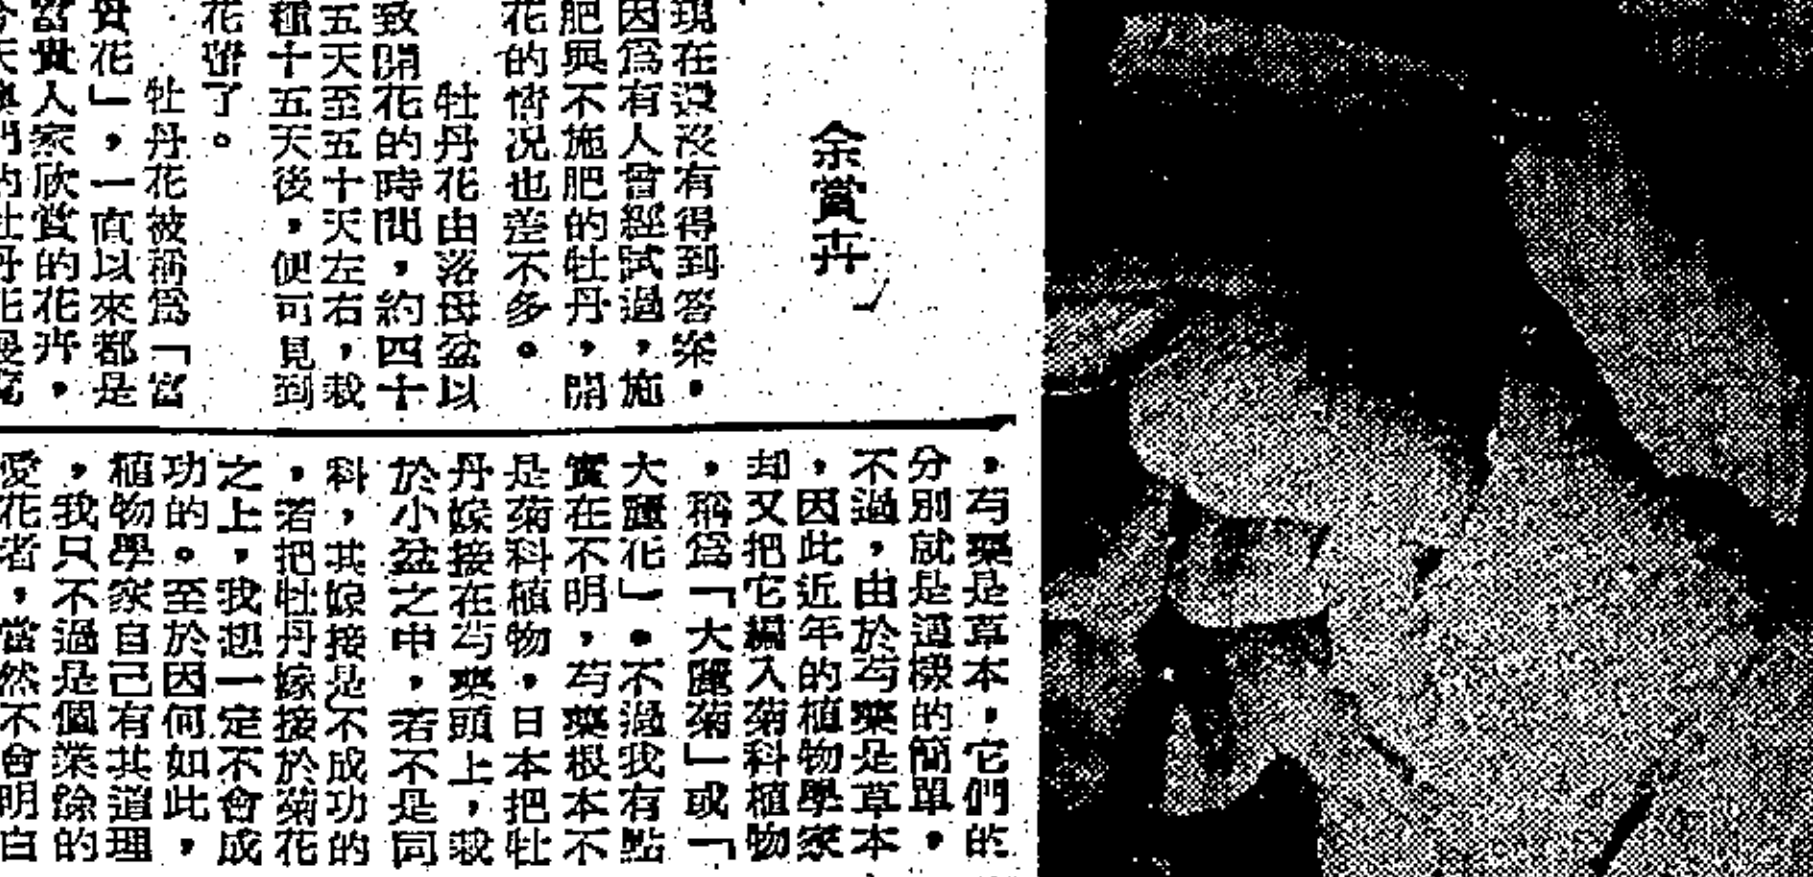 余賞卉
現在還沒有得到答案,
因爲有人曾經試過,施
肥與不施肥的牡丹,開
花的情况也差不多。
牡丹花由落母盆以
致開花的時間,約四十
五天至五十天左右,栽
種十五天後,便可見到
花蕾了。
牡丹花被稱爲「富
貴花」,一直以來都是
富貴人家欣賞的花卉,
,芍藥是草本,它們的
分別就是這樣的簡單,
不過,由於芍藥是草本
,因此近年的植物學家
却又把它編入菊科植物
,稱爲「大麗菊」或「
大麗花」。不過我有點
實在不明,芍藥根本不
是菊科植物,日本把牡
丹嫁接在芍藥頭上,栽
於小盆之中,若不是同
科,其嫁接是不成功的
,若把牡丹嫁接於菊花
之上,我想一定不會成
功的。至於因何如此,
植物學家自己有其道理
,我只不過是個業餘的
愛花者,當然不會明白